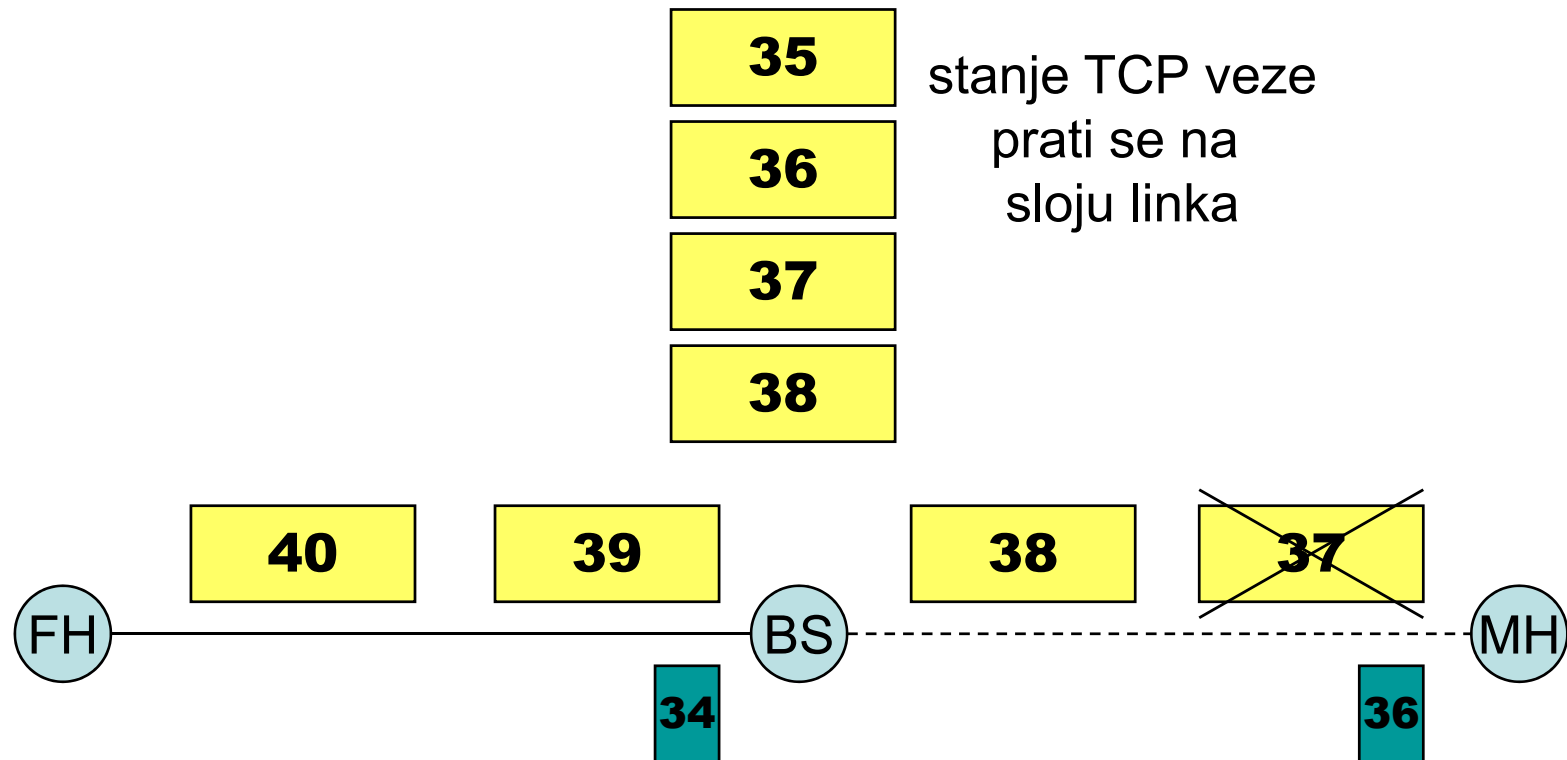 35
stanje TCP veze
prati se na
sloju linka
36
37
38
40
39
38
37
FH
BS
MH
34
36